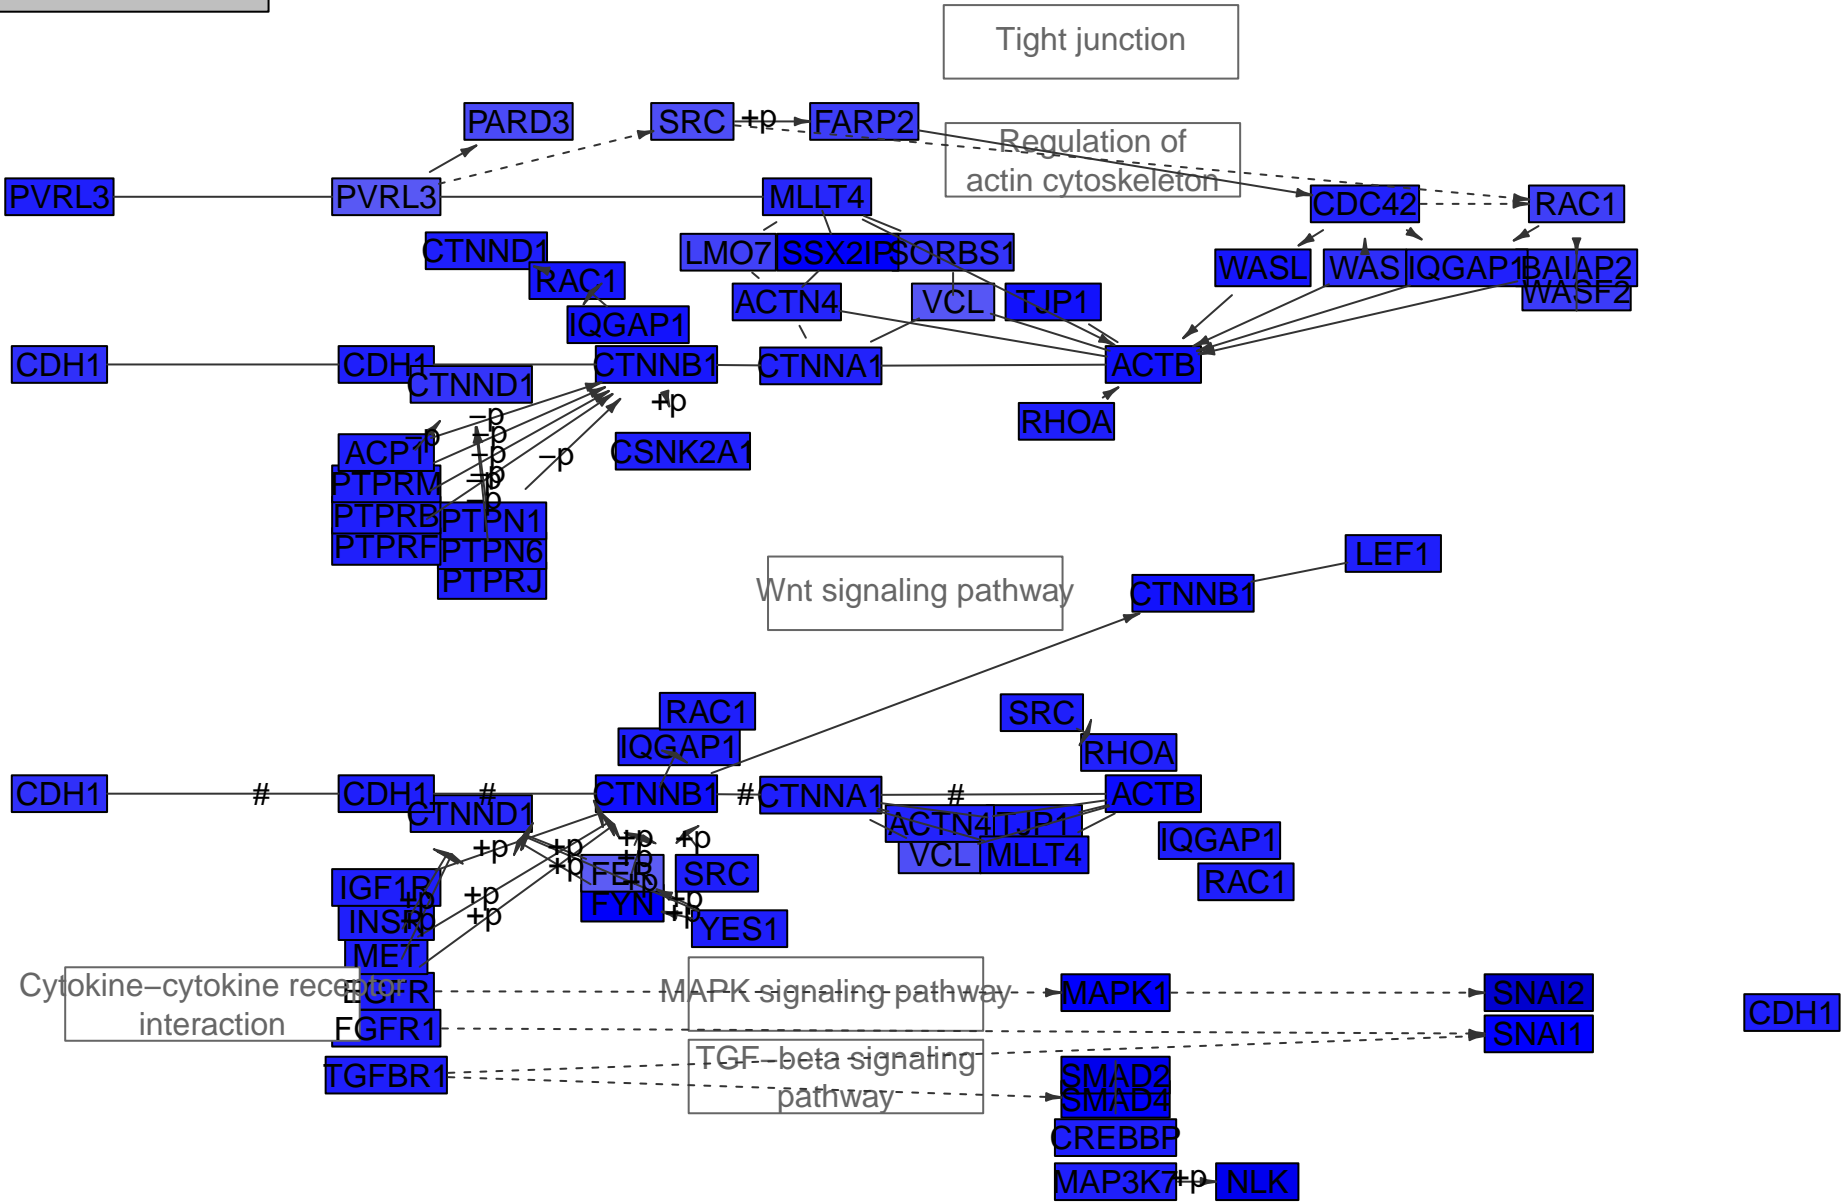 Tight junction
PARD3
SRC
+p
FARP2
Regulation of
actin cytoskeleton
PVRL3
PVRL3
MLLT4
CDC42
RAC1
CTNND1
LMO7
SSX2IP
SORBS1
WASL
WAS
IQGAP1
BAIAP2
RAC1
WASF2
ACTN4
VCL
TJP1
IQGAP1
CDH1
CDH1
CTNNB1
CTNNA1
ACTB
CTNND1
+p
−p
RHOA
−p
−p
ACP1
−p
−p
CSNK2A1
PTPRM
−p
−p
−p
PTPRB
PTPN1
PTPRF
PTPN6
LEF1
PTPRJ
Wnt signaling pathway
CTNNB1
RAC1
SRC
IQGAP1
RHOA
CDH1
#
CDH1
#
CTNNB1
#
CTNNA1
#
ACTB
CTNND1
ACTN4
TJP1
+p
+p
+p
+p
IQGAP1
+p
+p
VCL
MLLT4
FER
SRC
+p
IGF1R
RAC1
+p
+p
+p
FYN
+p
INSR
+p
+p
YES1
MET
Cytokine−cytokine receptor
interaction
EGFR
MAPK signaling pathway
MAPK1
SNAI2
CDH1
FGFR1
SNAI1
TGF−beta signaling
pathway
TGFBR1
SMAD2
SMAD4
CREBBP
MAP3K7
+p
NLK